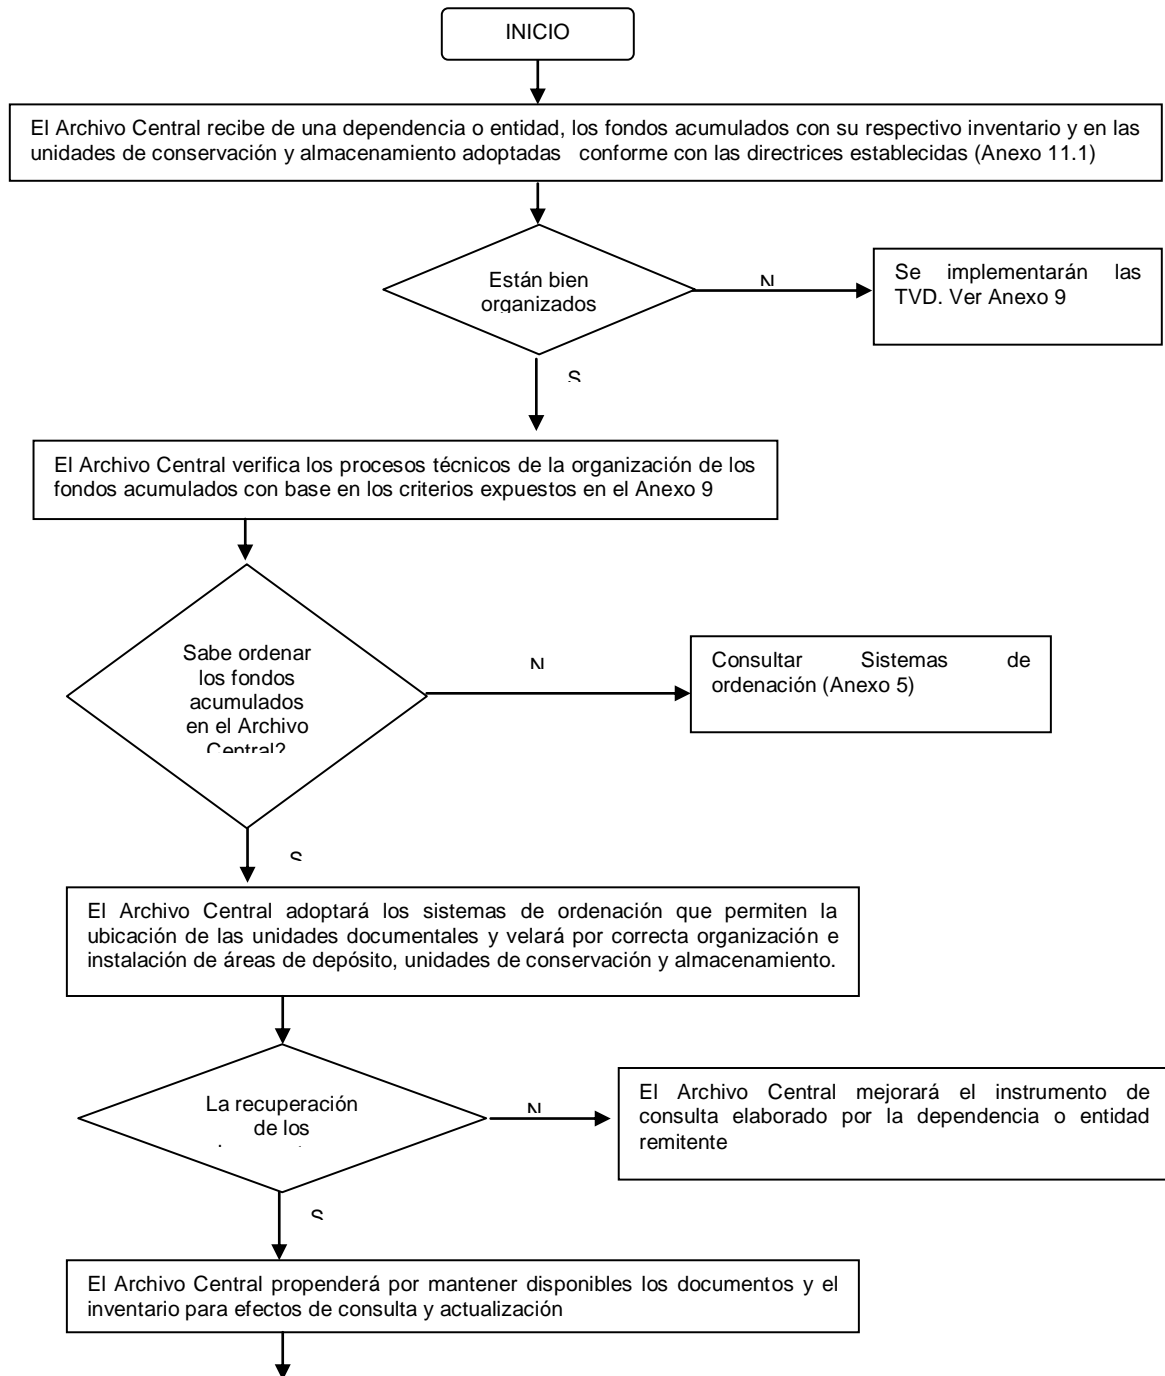 INICIO
El Archivo Central recibe de una dependencia o entidad, los fondos acumulados con su respectivo inventario y en las
unidades de conservación y almacenamiento adoptadas conforme con las directrices establecidas (Anexo 11.1)
Están bien
organizados
N
Se implementarán las
TVD. Ver Anexo 9
S
El Archivo Central verifica los procesos técnicos de la organización de los
fondos acumulados con base en los criterios expuestos en el Anexo 9
Sabe ordenar
los fondos
acumulados
en el Archivo
Central?
N
Consultar Sistemas de
ordenación (Anexo 5)
S
El Archivo Central adoptará los sistemas de ordenación que permiten la
ubicación de las unidades documentales y velará por correcta organización e
instalación de áreas de depósito, unidades de conservación y almacenamiento.
La recuperación
de los
N
El Archivo Central mejorará el instrumento de
consulta elaborado por la dependencia o entidad
remitente
S
El Archivo Central propenderá por mantener disponibles los documentos y el
inventario para efectos de consulta y actualización